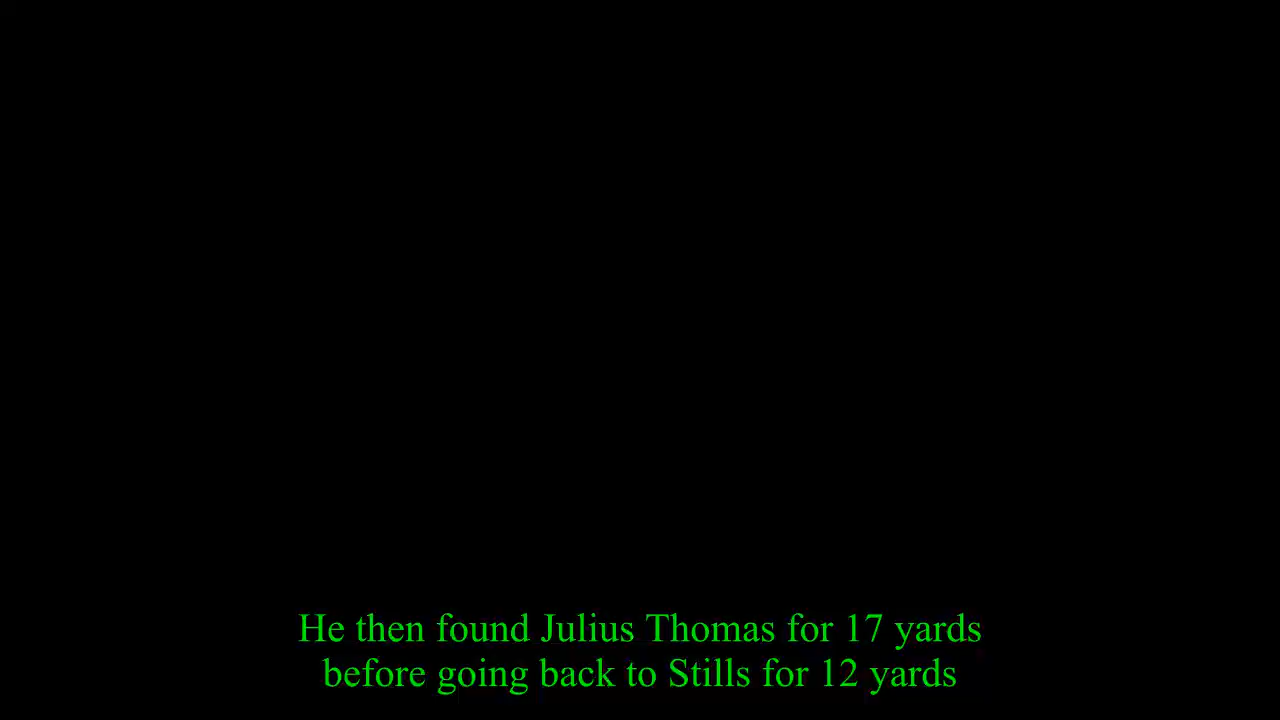 He then found Julius Thomas for 17 yards
before going back to Stills for 12 yards